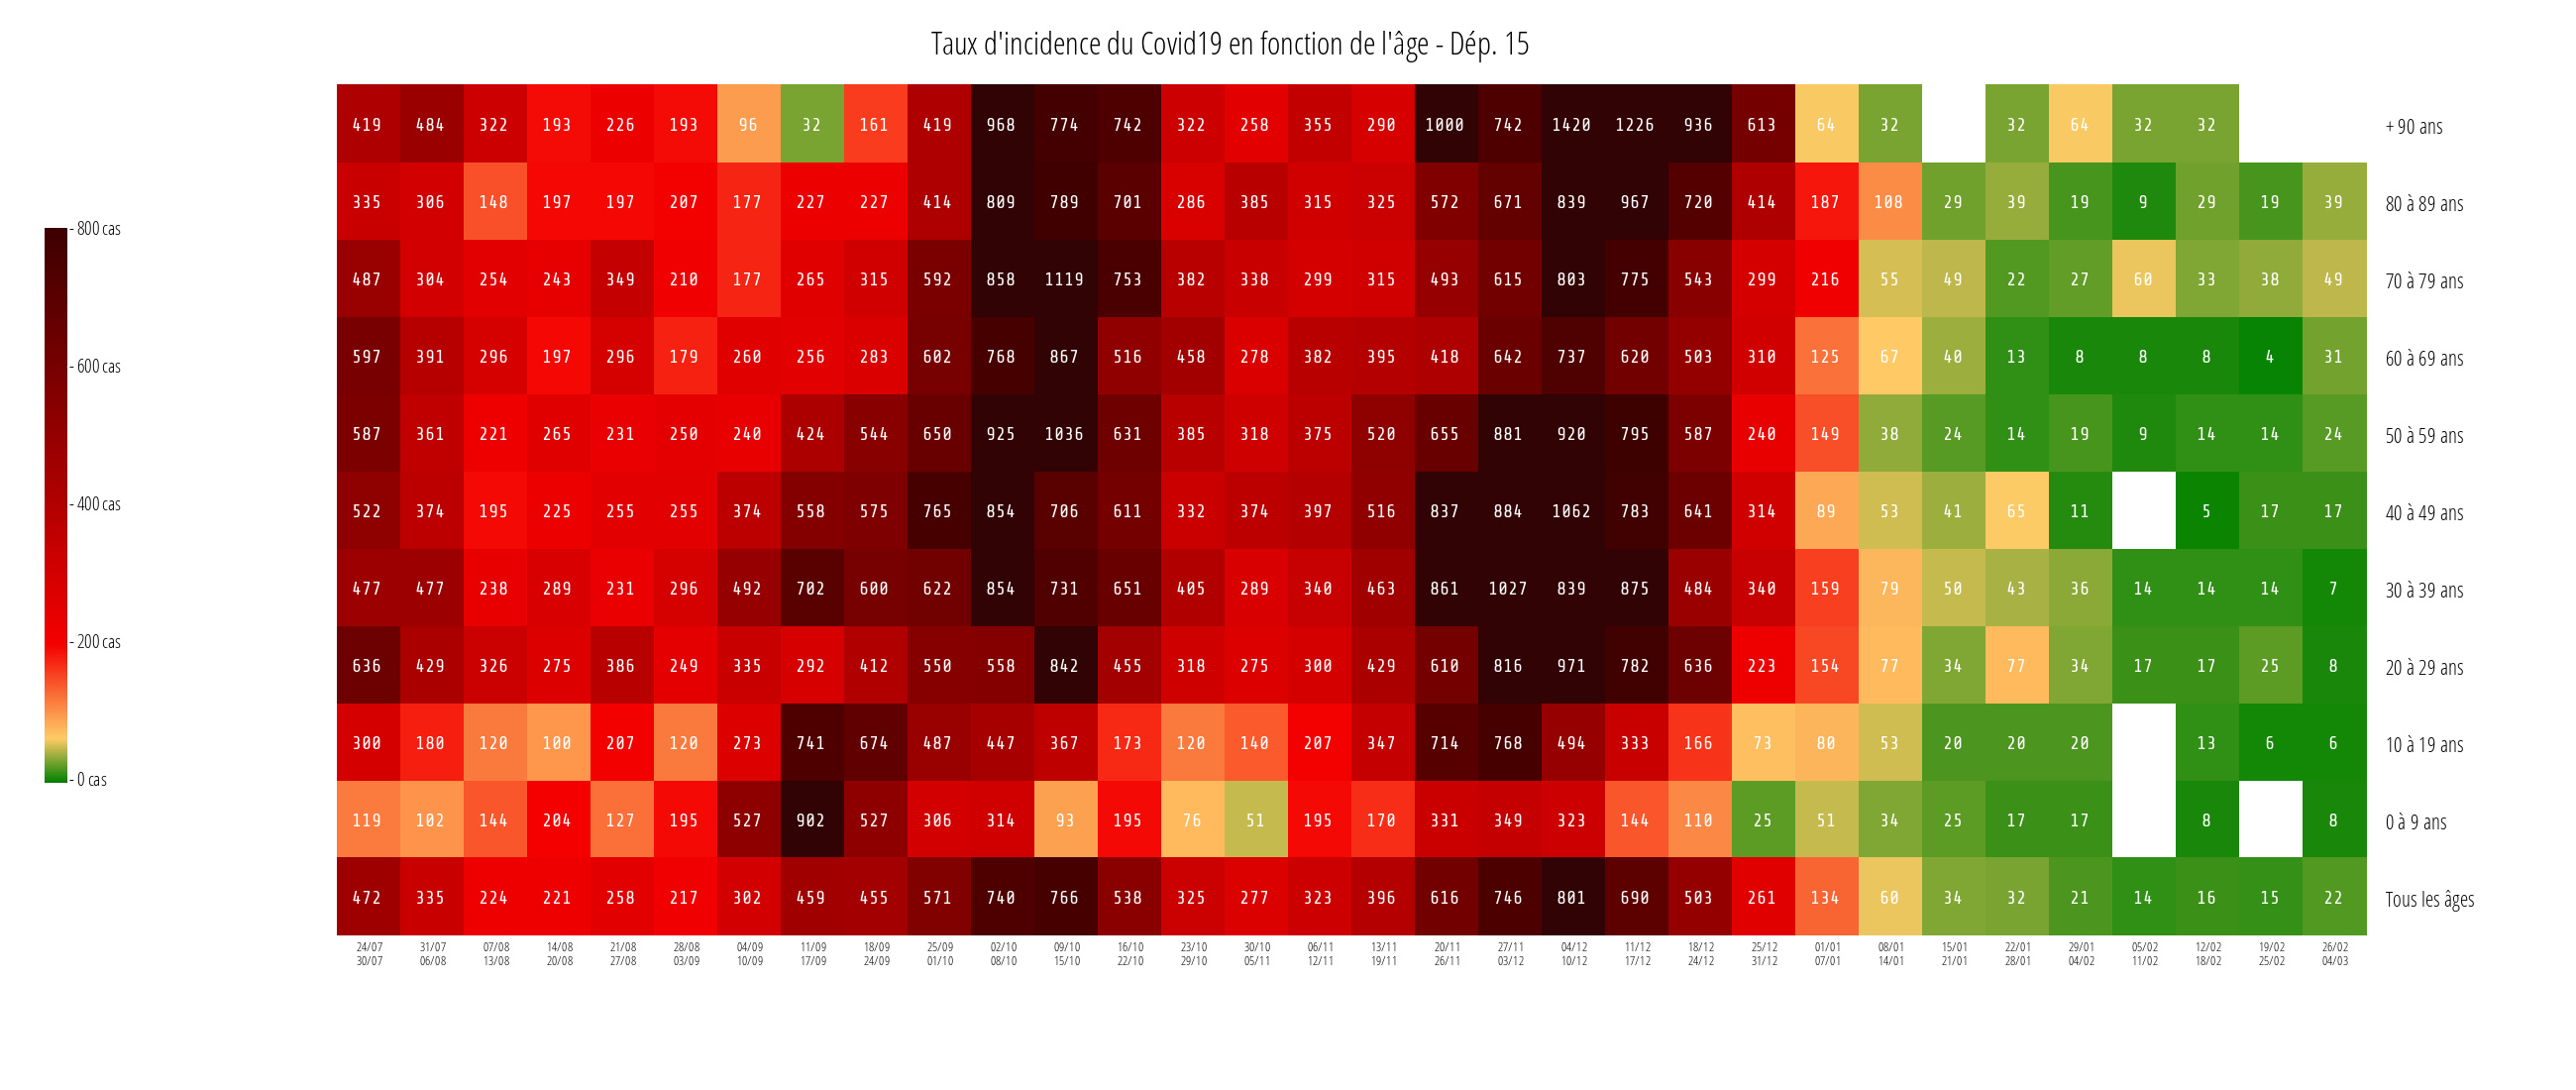 Taux d'incidence du Covid19 en fonction de l'âge - Dép. 15
- 800 cas
- 600 cas
- 400 cas
- 200 cas
- 0 cas
419 484 322 193 226 193 96 32 161 419 968 774 742 322 258 355 290 1000 742 1420 1226 936 613 64 32 32 64 32 32 + 90 ans
335 306 148 197 197 207 177 227 227 414 809 789 701 286 385 315 325 572 671 839 967 720 414 187 108 29 39 19 9 29 19 39 80 à 89 ans
487 304 254 243 349 210 177 265 315 592 858 1119 753 382 338 299 315 493 615 803 775 543 299 216 55 49 22 27 60 33 38 49 70 à 79 ans
597 391 296 197 296 179 260 256 283 602 768 867 516 458 278 382 395 418 642 737 620 503 310 125 67 40 13 8 8 8 4 31 60 à 69 ans
587 361 221 265 231 250 240 424 544 650 925 1036 631 385 318 375 520 655 881 920 795 587 240 149 38 24 14 19 9 14 14 24 50 à 59 ans
522 374 195 225 255 255 374 558 575 765 854 706 611 332 374 397 516 837 884 1062 783 641 314 89 53 41 65 11 5 17 17 40 à 49 ans
477 477 238 289 231 296 492 702 600 622 854 731 651 405 289 340 463 861 1027 839 875 484 340 159 79 50 43 36 14 14 14 7 30 à 39 ans
636 429 326 275 386 249 335 292 412 550 558 842 455 318 275 300 429 610 816 971 782 636 223 154 77 34 77 34 17 17 25 8 20 à 29 ans
300 180 120 100 207 120 273 741 674 487 447 367 173 120 140 207 347 714 768 494 333 166 73 80 53 20 20 20 13 6 6 10 à 19 ans
119 102 144 204 127 195 527 902 527 306 314 93 195 76 51 195 170 331 349 323 144 110 25 51 34 25 17 17 8 8 0 à 9 ans
472 335 224 221 258 217 302 459 455 571 740 766 538 325 277 323 396 616 746 801 690 503 261 134 60 34 32 21 14 16 15 22 Tous les âges
24/07 31/07 07/08 14/08 21/08 28/08 04/09 11/09 18/09 25/09 02/10 09/10 16/10 23/10 30/10 06/11 13/11 20/11 27/11 04/12 11/12 18/12 25/12 01/01 08/01 15/01 22/01 29/01 05/02 12/02 19/02 26/02
30/07 06/08 13/08 20/08 27/08 03/09 10/09 17/09 24/09 01/10 08/10 15/10 22/10 29/10 05/11 12/11 19/11 26/11 03/12 10/12 17/12 24/12 31/12 07/01 14/01 21/01 28/01 04/02 11/02 18/02 25/02 04/03